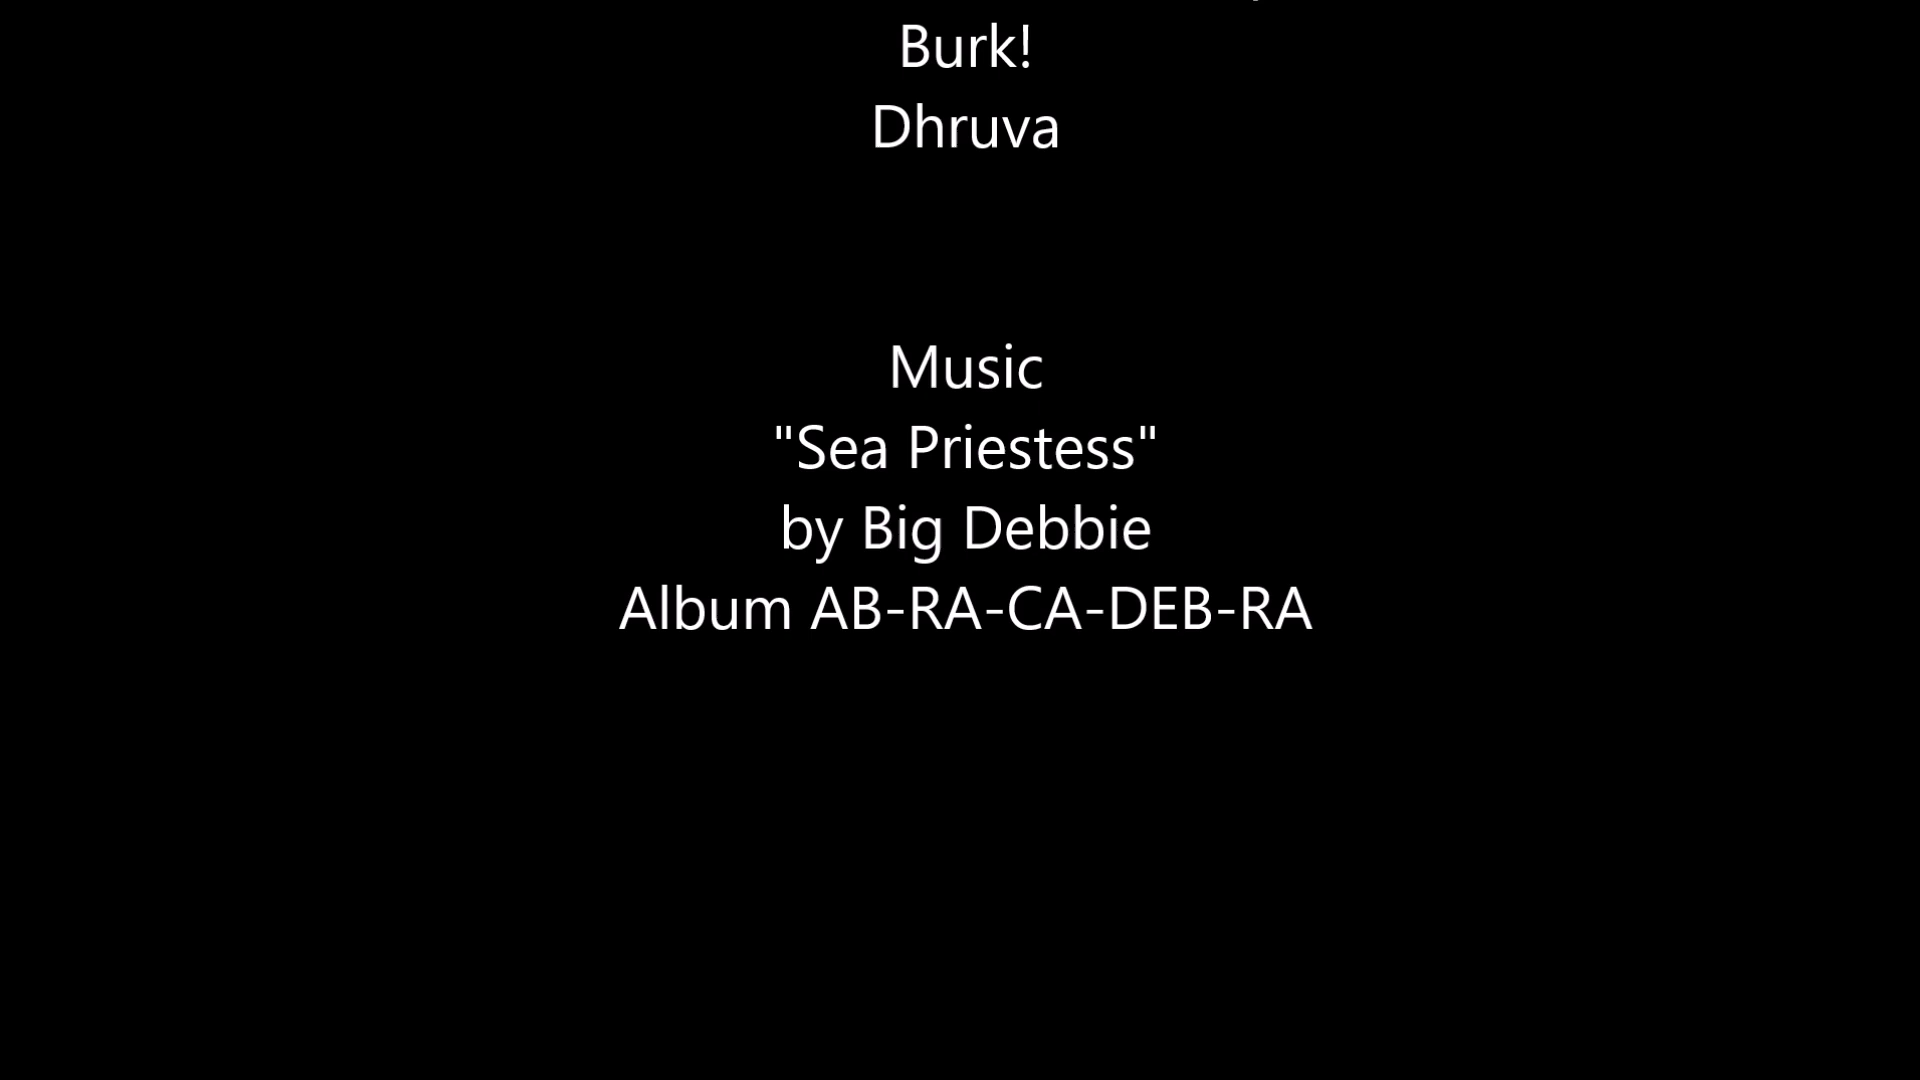 Burk!
Dhruva
Music
"Sea Priestess"
by Big Debbie
Album AB-RA-CA-DEB-RA